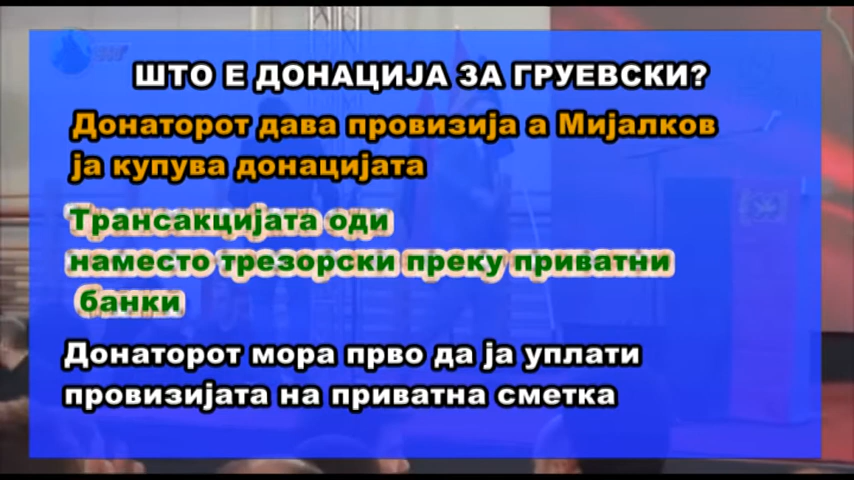 ШТО Е ДОНАЦИЈА ЗА ГРУЕВСКИ?
Донаторот дава провизија а Мијалков
ја купува донацијата
Трансакцијата оди
наместо трезорски преку приватни
банки
Донаторот мора прво да ја уплати
провизијата на приватна сметка